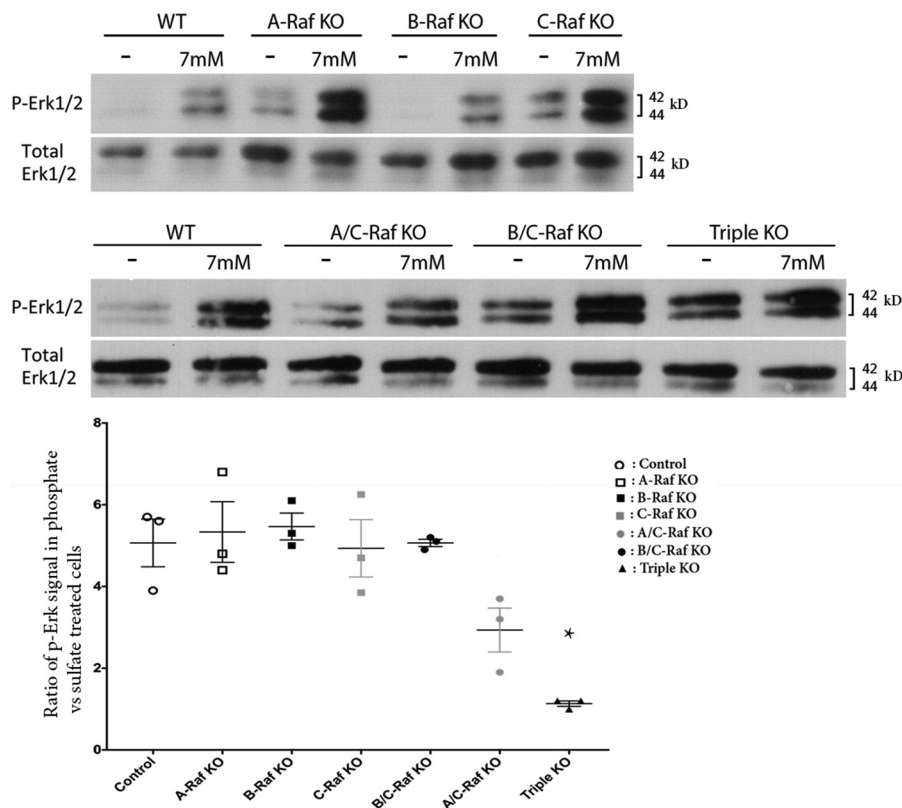 WT A-Raf KO B-Raf KO C-Raf KO
- 7mM - 7mM - 7mM - 7mM
P-Erk1/2 42 kD
44
Total 42 kD
Erk1/2 44
WT A/C-Raf KO B/C-Raf KO Triple KO
- 7mM - 7mM - 7mM - 7mM
P-Erk1/2 42 kD
44
Total 42 kD
Erk1/2 44
Ratio of p-Erk signal in phosphate
vs sulfate treated cells
8
6
4
2
0
: Control
: A-Raf KO
: B-Raf KO
: C-Raf KO
: A/C-Raf KO
: B/C-Raf KO
: Triple KO
*
Control
A-Raf KO
B-Raf KO
C-Raf KO
B/C-Raf KO
A/C-Raf KO
Triple KO